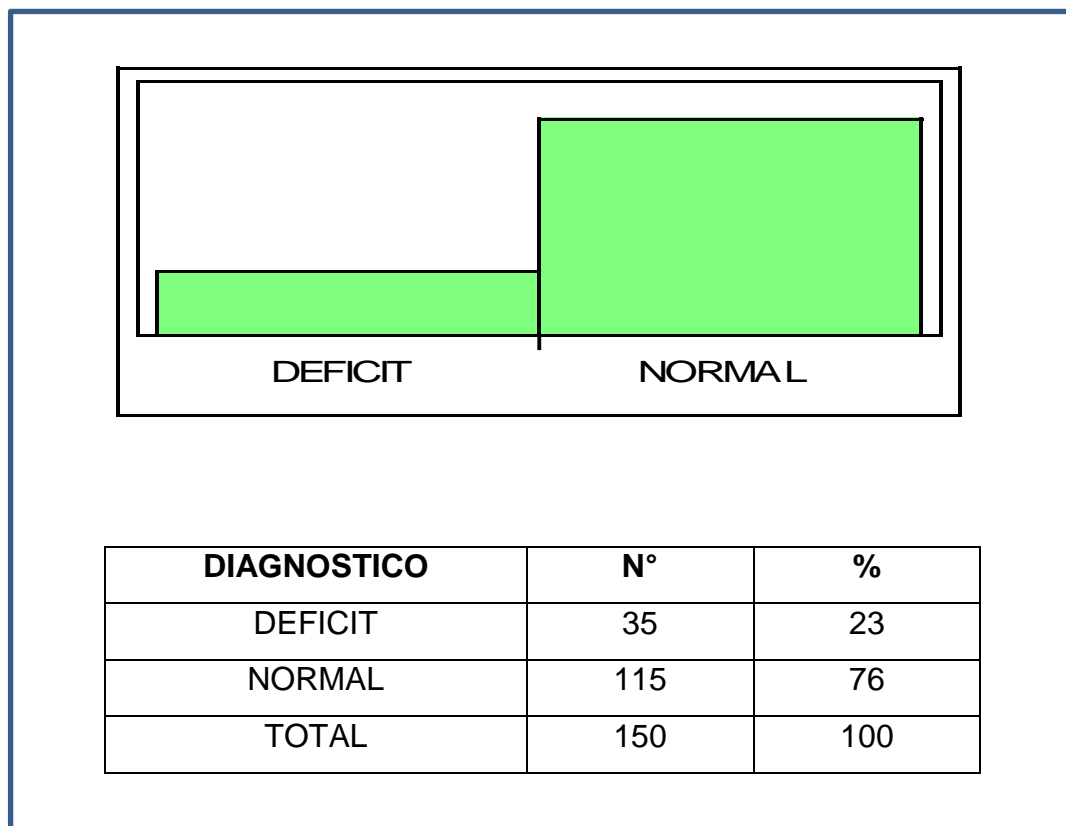 DEFICIT NORMAL
DIAGNOSTICO N° %
DEFICIT 35 23
NORMAL 115 76
TOTAL 150 100